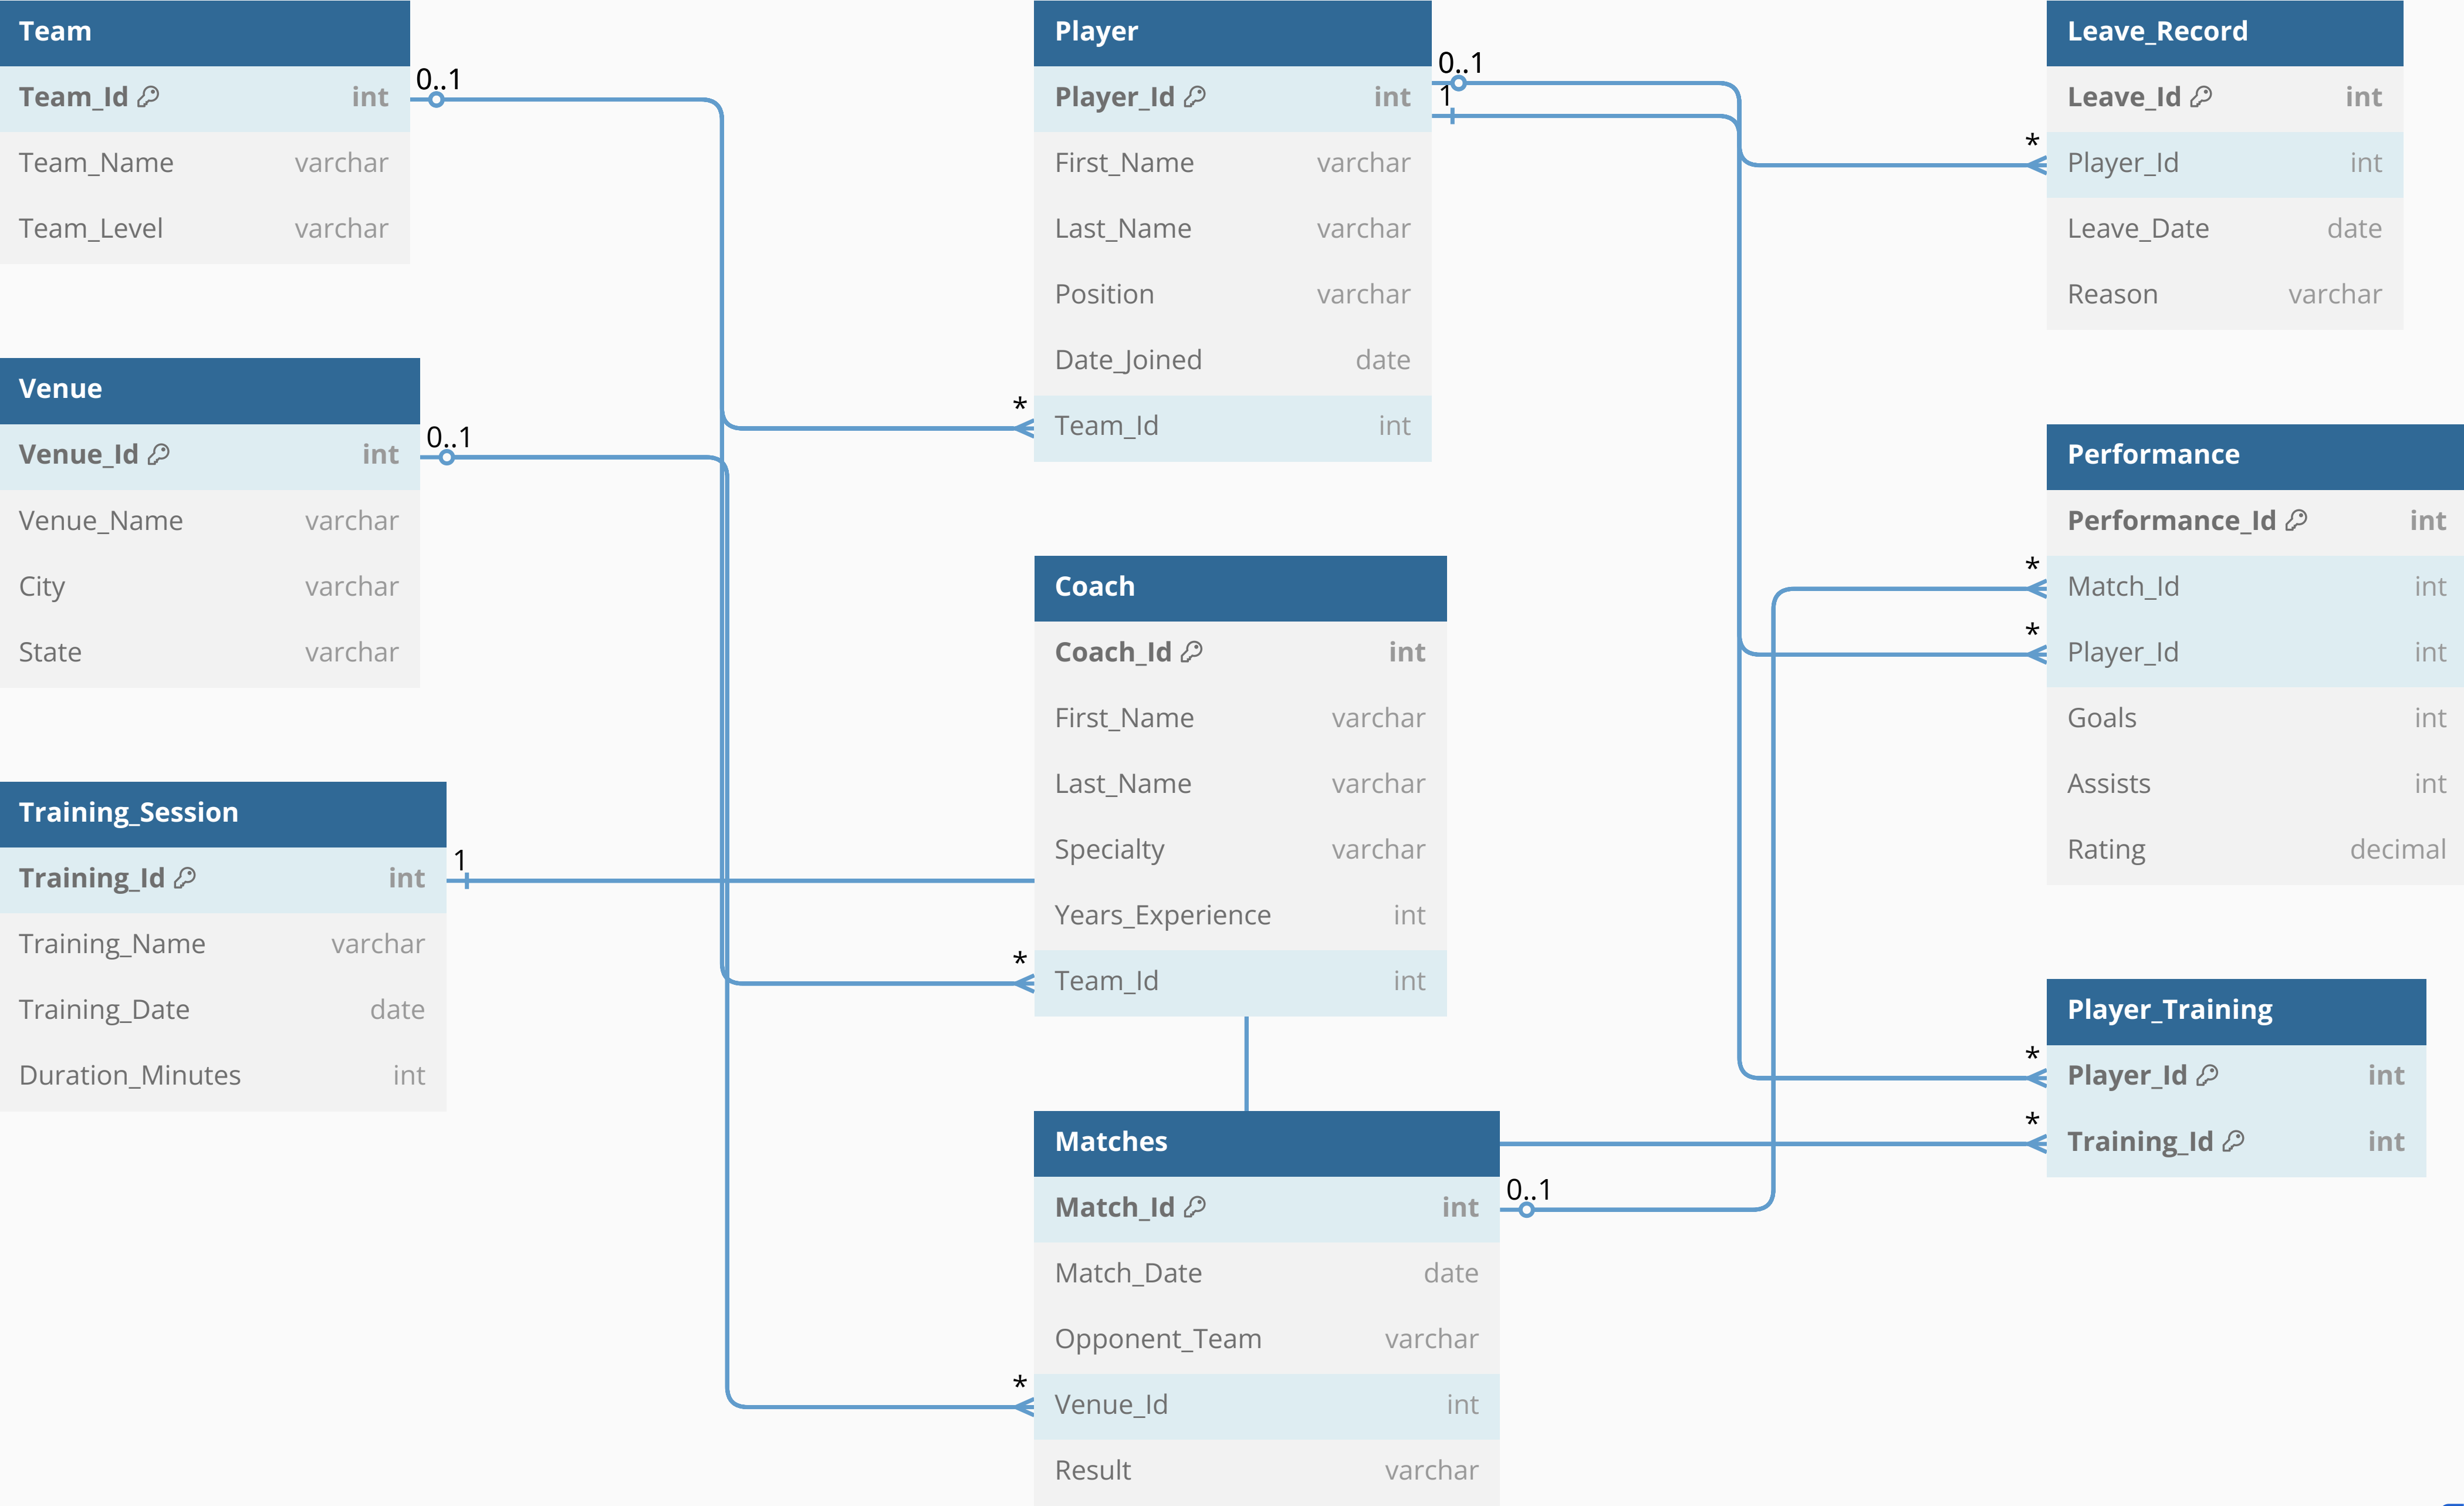 Team
Team_Id int
Team_Name varchar
Team_Level varchar
0..1
Venue
Venue_Id int
Venue_Name varchar
City varchar
State varchar
0..1
Training_Session
Training_Id int
Training_Name varchar
Training_Date date
Duration_Minutes int
1
Player
Player_Id int
First_Name varchar
Last_Name varchar
Position varchar
Date_Joined date
* Team_Id int
0..1
1
Coach
Coach_Id int
First_Name varchar
Last_Name varchar
Specialty varchar
Years_Experience int
* Team_Id int
Matches
Match_Id int
Match_Date date
Opponent_Team varchar
* Venue_Id int
Result varchar
0..1
Leave_Record
Leave_Id int
* Player_Id int
Leave_Date date
Reason varchar
Performance
Performance_Id int
* Match_Id int
* Player_Id int
Goals int
Assists int
Rating decimal
Player_Training
* Player_Id int
* Training_Id int